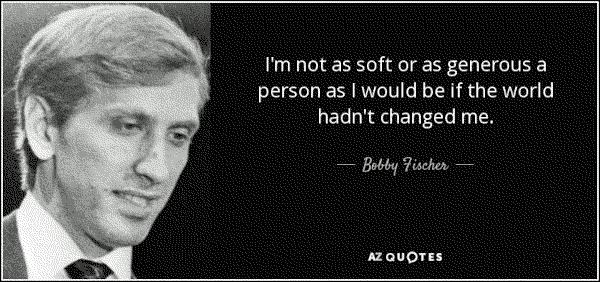 I'm not as soft or as generous a
person as I would be if the world
hadn't changed me.
Bobby Fischer
AZ QUOTES